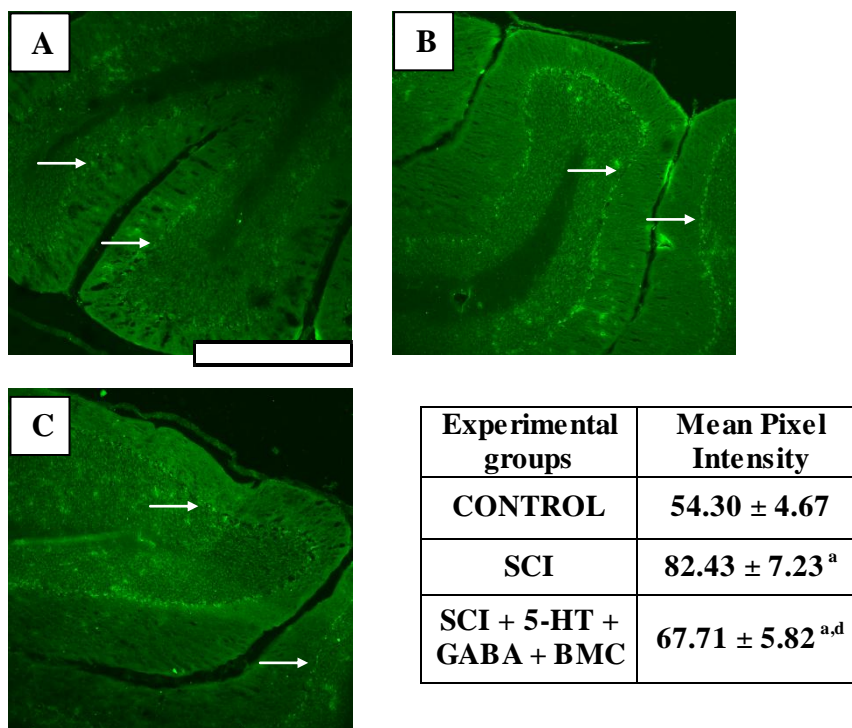 A
B
C
Experimental groups
Mean Pixel Intensity
CONTROL
54.30 ± 4.67
SCI
82.43 ± 7.23 a
SCI + 5-HT + GABA + BMC
67.71 ± 5.82 a,d